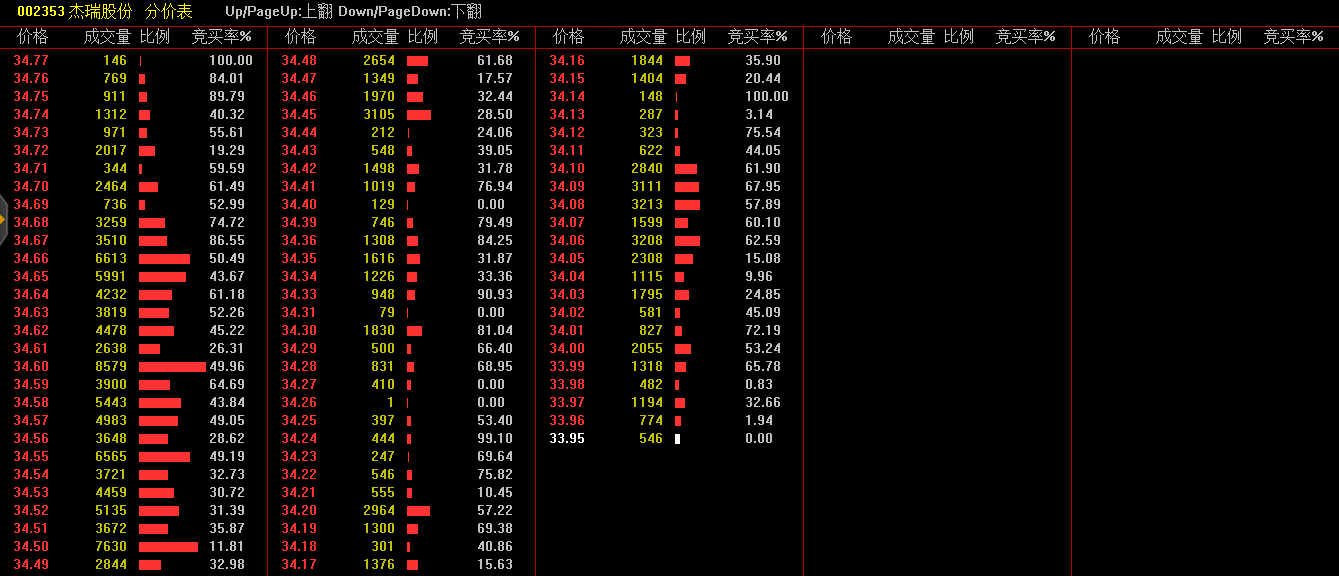 002353 杰瑞股份 分价表 Up/PageUp:上翻 Down/PageDown:下翻
价格 成交量 比例 竞买率% 价格 成交量 比例 竞买率% 价格 成交量 比例 竞买率% 价格 成交量 比例 竞买率% 价格 成交量 比例 竞买率%
34.77 146 100.00 34.48 2654 61.68 34.16 1844 35.90
34.76 769 84.01 34.47 1349 17.57 34.15 1404 20.44
34.75 911 89.79 34.46 1970 32.44 34.14 148 100.00
34.74 1312 40.32 34.45 3105 28.50 34.13 287 3.14
34.73 971 55.61 34.44 212 24.06 34.12 323 75.54
34.72 2017 19.29 34.43 548 39.05 34.11 622 44.05
34.71 344 59.59 34.42 1498 31.78 34.10 2840 61.90
34.70 2464 61.49 34.41 1019 76.94 34.09 3111 67.95
34.69 736 52.99 34.40 129 0.00 34.08 3213 57.89
34.68 3259 74.72 34.39 746 79.49 34.07 1599 60.10
34.67 3510 86.55 34.36 1308 84.25 34.06 3208 62.59
34.66 6613 50.49 34.35 1616 31.87 34.05 2308 15.08
34.65 5991 43.67 34.34 1226 33.36 34.04 1115 9.96
34.64 4232 61.18 34.33 948 90.93 34.03 1795 24.85
34.63 3819 52.26 34.31 79 0.00 34.02 581 45.09
34.62 4478 45.22 34.30 1830 81.04 34.01 827 72.19
34.61 2638 26.31 34.29 500 66.40 34.00 2055 53.24
34.60 8579 49.96 34.28 831 68.95 33.99 1318 65.78
34.59 3900 64.69 34.27 410 0.00 33.98 482 0.83
34.58 5443 43.84 34.26 1 0.00 33.97 1194 32.66
34.57 4983 49.05 34.25 397 53.40 33.96 774 1.94
34.56 3648 28.62 34.24 444 99.10 33.95 546 0.00
34.55 6565 49.19 34.23 247 69.64
34.54 3721 32.73 34.22 546 75.82
34.53 4459 30.72 34.21 555 10.45
34.52 5135 31.39 34.20 2964 57.22
34.51 3672 35.87 34.19 1300 69.38
34.50 7630 11.81 34.18 301 40.86
34.49 2844 32.98 34.17 1376 15.63